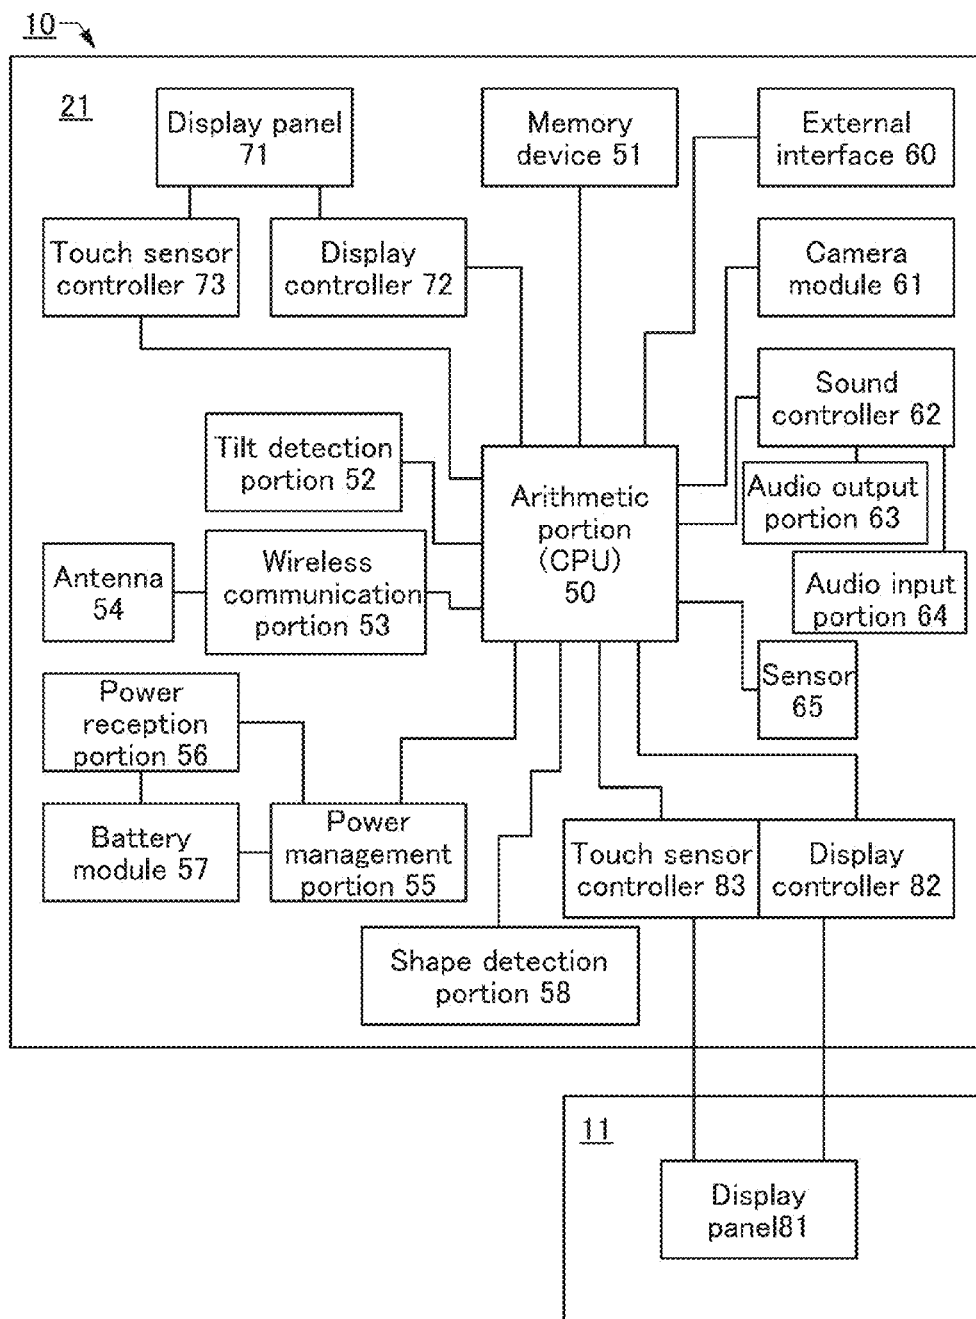 10
21
Display panel
71
Memory
device 51
External
interface 60
Touch sensor
controller 73
Display
controller 72
Camera
module 61
Sound
controller 62
Tilt detection
portion 52
Audio output
portion 63
Arithmetic
portion
(CPU)
50
Antenna
54
Wireless
communication
portion 53
Audio input
portion 64
Sensor
65
Power
reception
portion 56
Battery
module 57
Power
management
portion 55
Touch sensor
controller 83
Display
controller 82
Shape detection
portion 58
11
Display
panel81